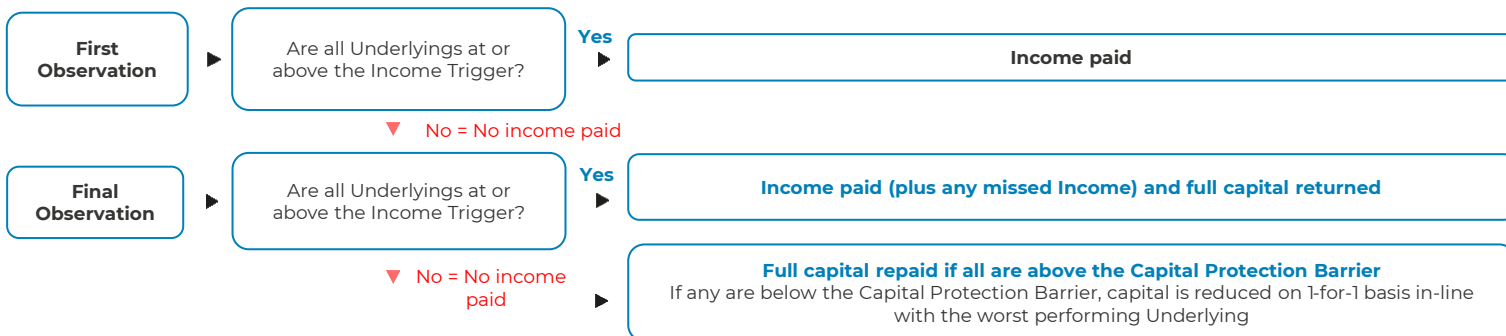 First
Observation
Are all Underlyings at or
above the Income Trigger?
Yes
Income paid
No = No income paid
Final
Observation
Are all Underlyings at or
above the Income Trigger?
Yes
Income paid (plus any missed Income) and full capital returned
No = No income
paid
Full capital repaid if all are above the Capital Protection Barrier
If any are below the Capital Protection Barrier, capital is reduced on 1-for-1 basis in-line
with the worst performing Underlying